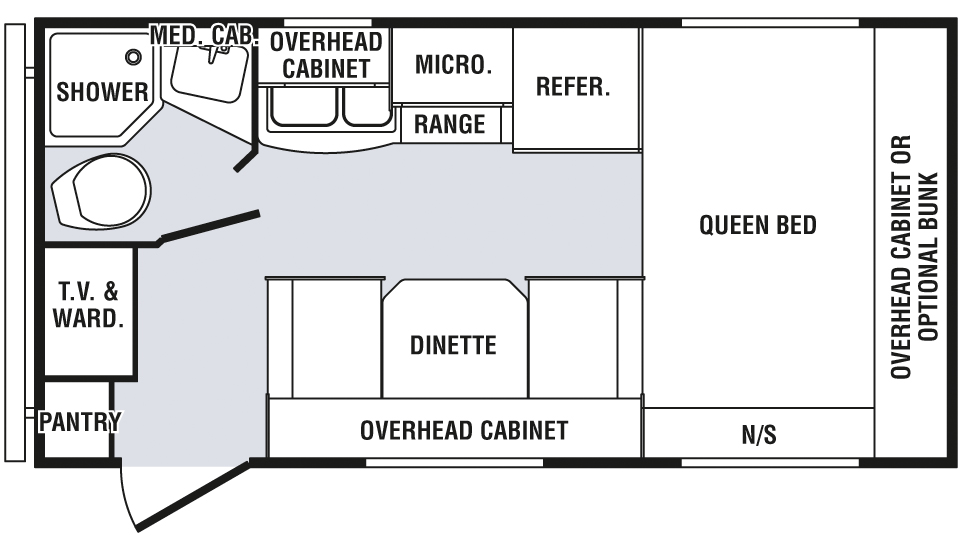 MED. CAB.
OVERHEAD
CABINET
MICRO.
REFER.
SHOWER
RANGE
QUEEN BED
OVERHEAD CABINET OR
OPTIONAL BUNK
T.V. &
WARD.
DINETTE
PANTRY
OVERHEAD CABINET
N/S